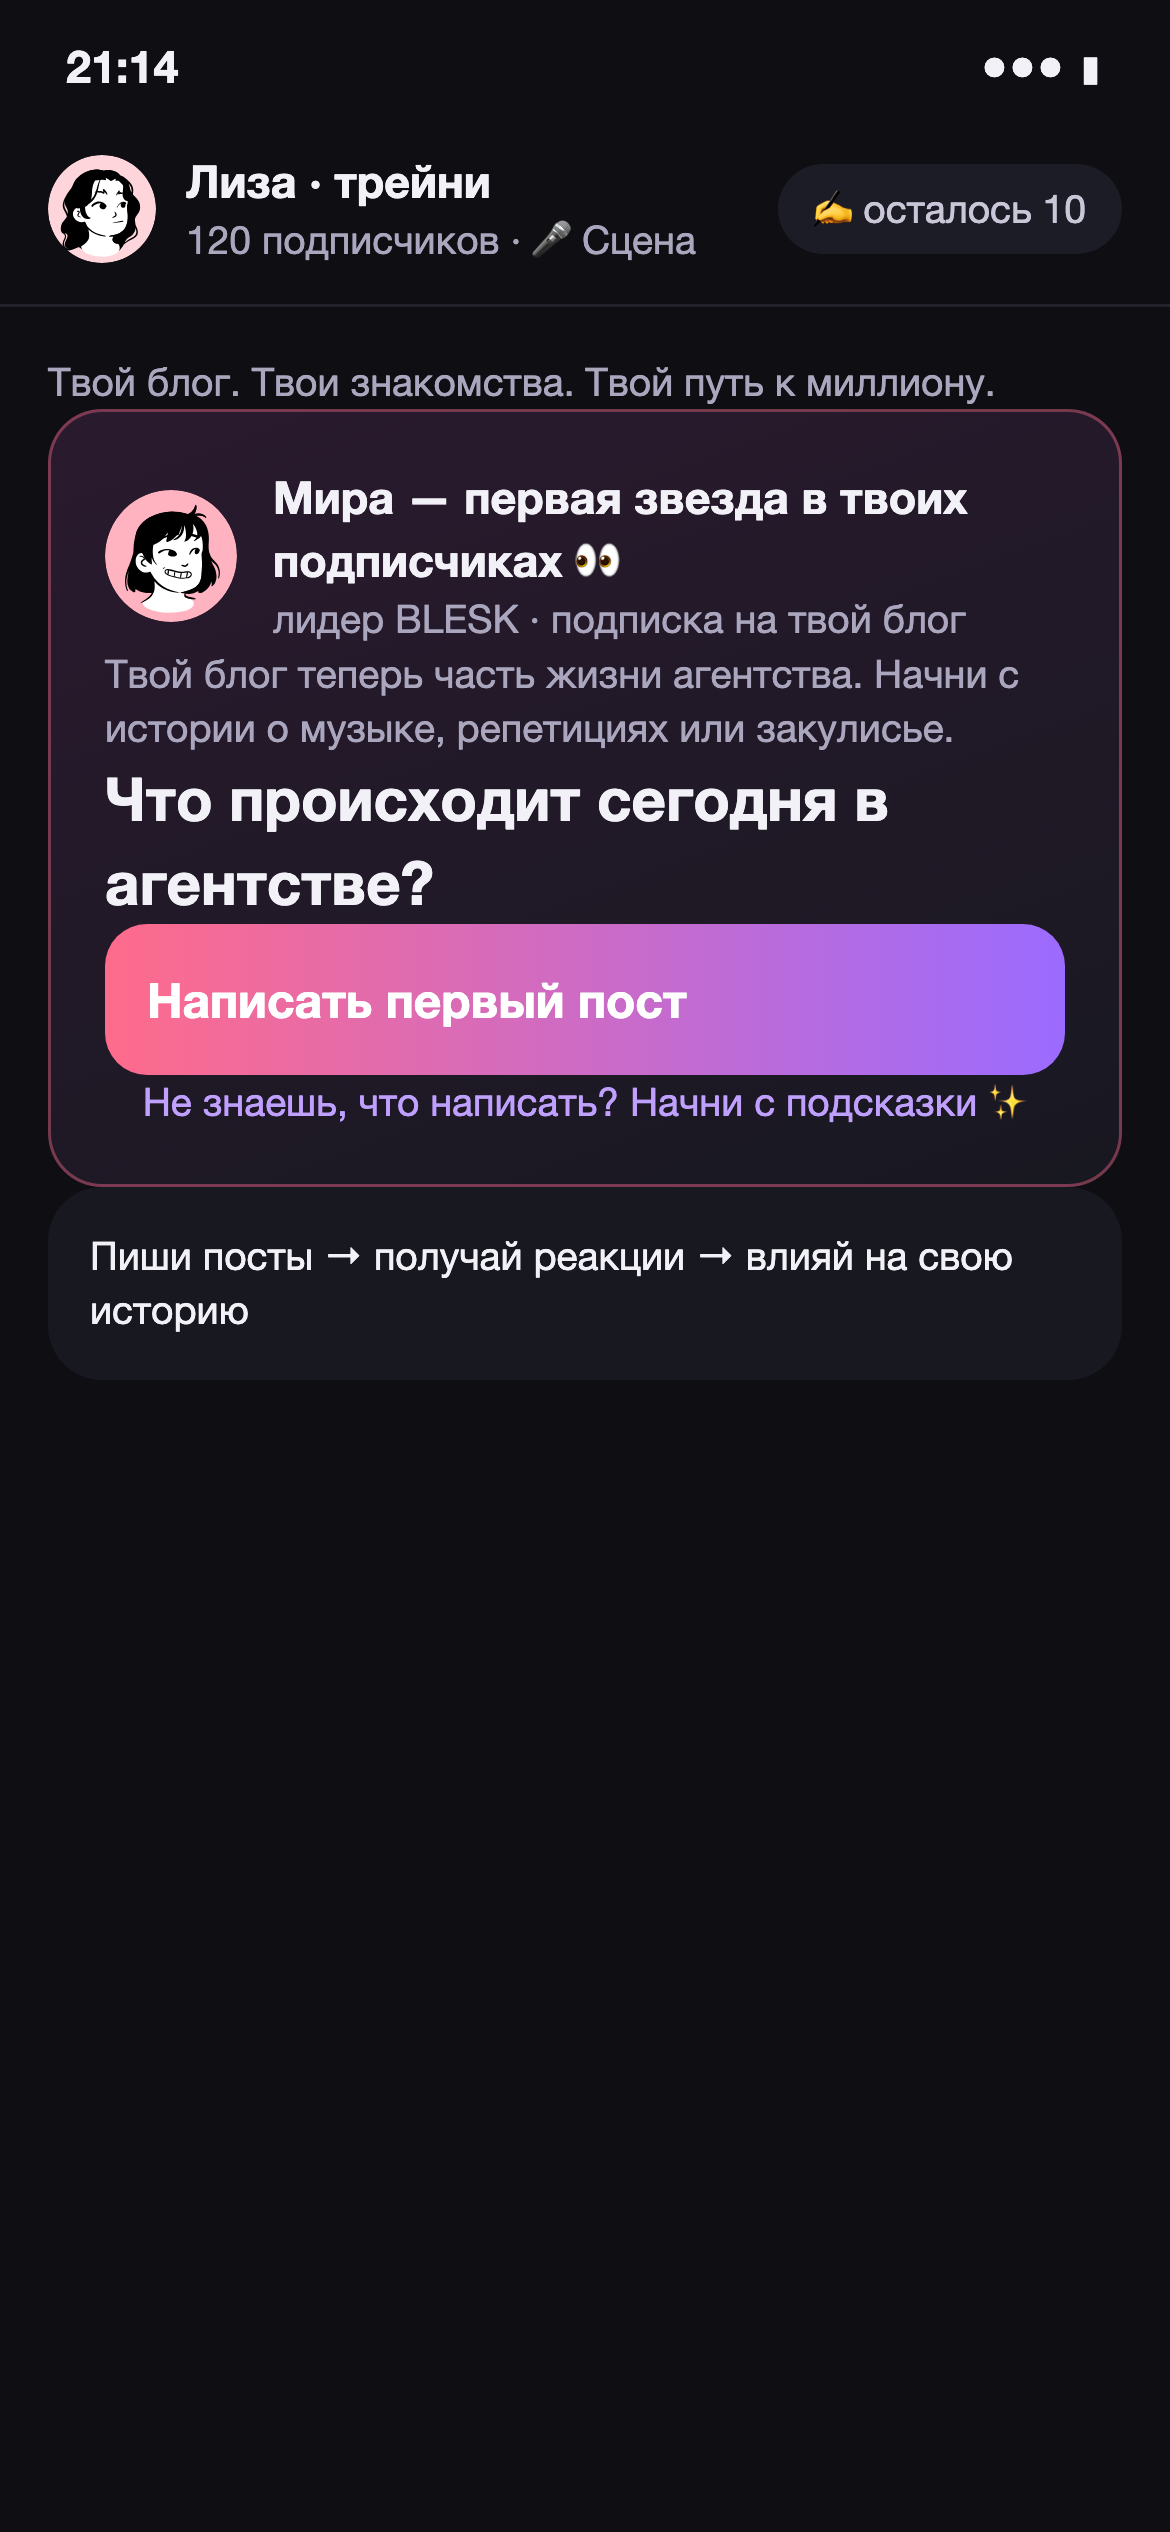 21:14
Лиза · трейни
120 подписчиков · 🎤 Сцена
✍️ осталось 10
Твой блог. Твои знакомства. Твой путь к миллиону.
Мира — первая звезда в твоих
подписчиках 👀
лидер BLESK · подписка на твой блог
Твой блог теперь часть жизни агентства. Начни с
истории о музыке, репетициях или закулисье.
Что происходит сегодня в
агентстве?
Написать первый пост
Не знаешь, что написать? Начни с подсказки ✨
Пиши посты → получай реакции → влияй на свою
историю